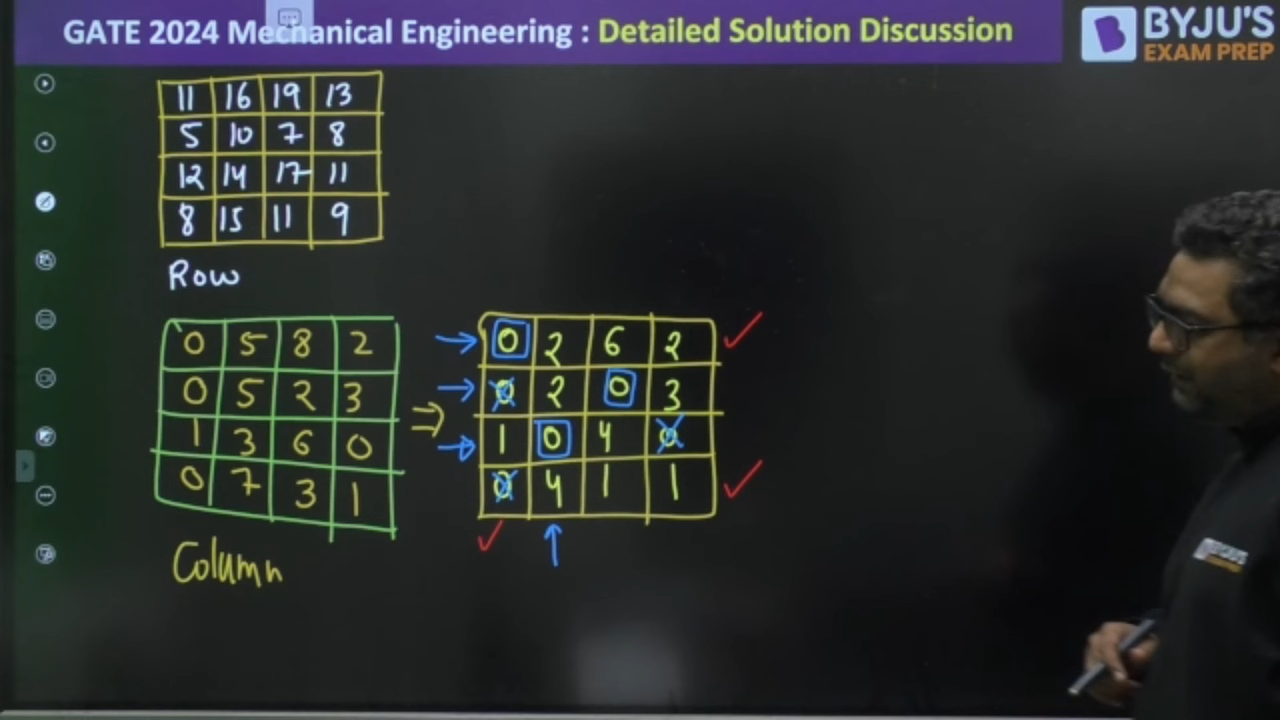 GATE 2024 Mechanical Engineering : Detailed Solution Discussion
BYJU'S
EXAM PREP
11 16 19 13
5 10 7 8
12 14 17 11
8 15 11 9
Row
0 5 8 2
0 5 2 3
1 3 6 0
0 7 3 1
Column
0 2 6 2
0 2 0 3
1 0 4 0
0 4 1 1
BYJU'S